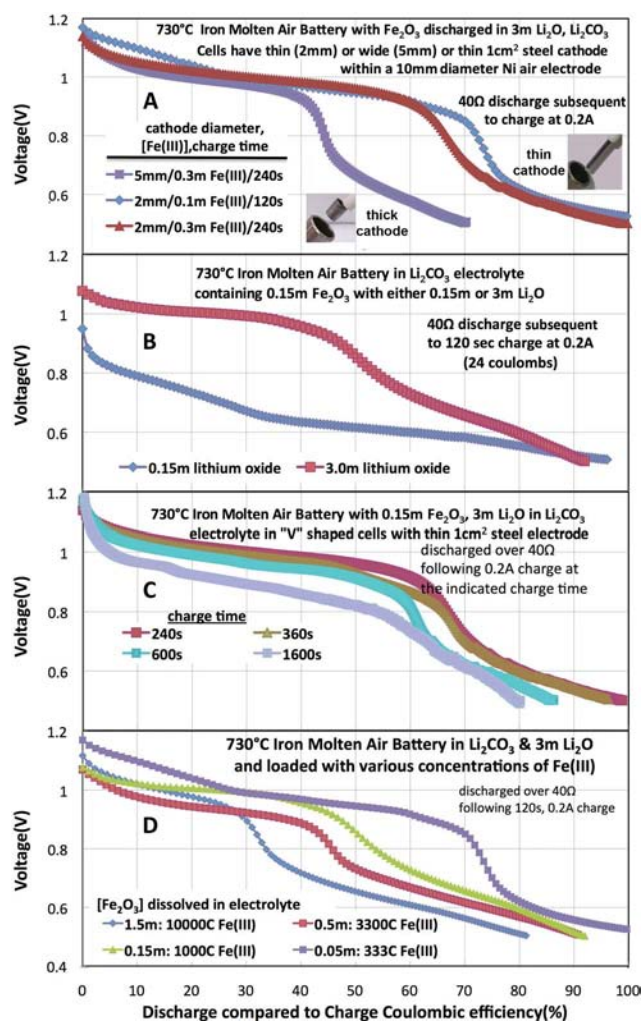 730°C Iron Molten Air Battery with Fe₂O₃ discharged in 3m Li₂O, Li₂CO₃
Cells have thin (2mm) or wide (5mm) or thin 1cm² steel cathode
within a 10mm diameter Ni air electrode
A
40Ω discharge subsequent
to charge at 0.2A
cathode diameter,
[Fe(III)],charge time
5mm/0.3m Fe(III)/240s
2mm/0.1m Fe(III)/120s
2mm/0.3m Fe(III)/240s
thin
cathode
thick
cathode
Voltage(V)
1.2
1
0.8
0.6
1.2
730°C Iron Molten Air Battery in Li₂CO₃ electrolyte
containing 0.15m Fe₂O₃ with either 0.15m or 3m Li₂O
B
40Ω discharge subsequent
to 120 sec charge at 0.2A
(24 coulombs)
0.15m lithium oxide
3.0m lithium oxide
Voltage(V)
1
0.8
0.6
1.2
730°C Iron Molten Air Battery with 0.15m Fe₂O₃, 3m Li₂O in Li₂CO₃
electrolyte in "V" shaped cells with thin 1cm² steel electrode
discharged over 40Ω
following 0.2A charge at
the indicated charge time
C
charge time
240s
360s
600s
1600s
Voltage(V)
1
0.8
0.6
1.2
730°C Iron Molten Air Battery in Li₂CO₃ & 3m Li₂O
and loaded with various concentrations of Fe(III)
discharged over 40Ω
following 120s, 0.2A charge
D
[Fe₂O₃] dissolved in electrolyte
1.5m: 10000C Fe(III)
0.5m: 3300C Fe(III)
0.15m: 1000C Fe(III)
0.05m: 333C Fe(III)
Voltage(V)
1
0.8
0.6
0.4
0 10 20 30 40 50 60 70 80 90 100
Discharge compared to Charge Coulombic efficiency(%)